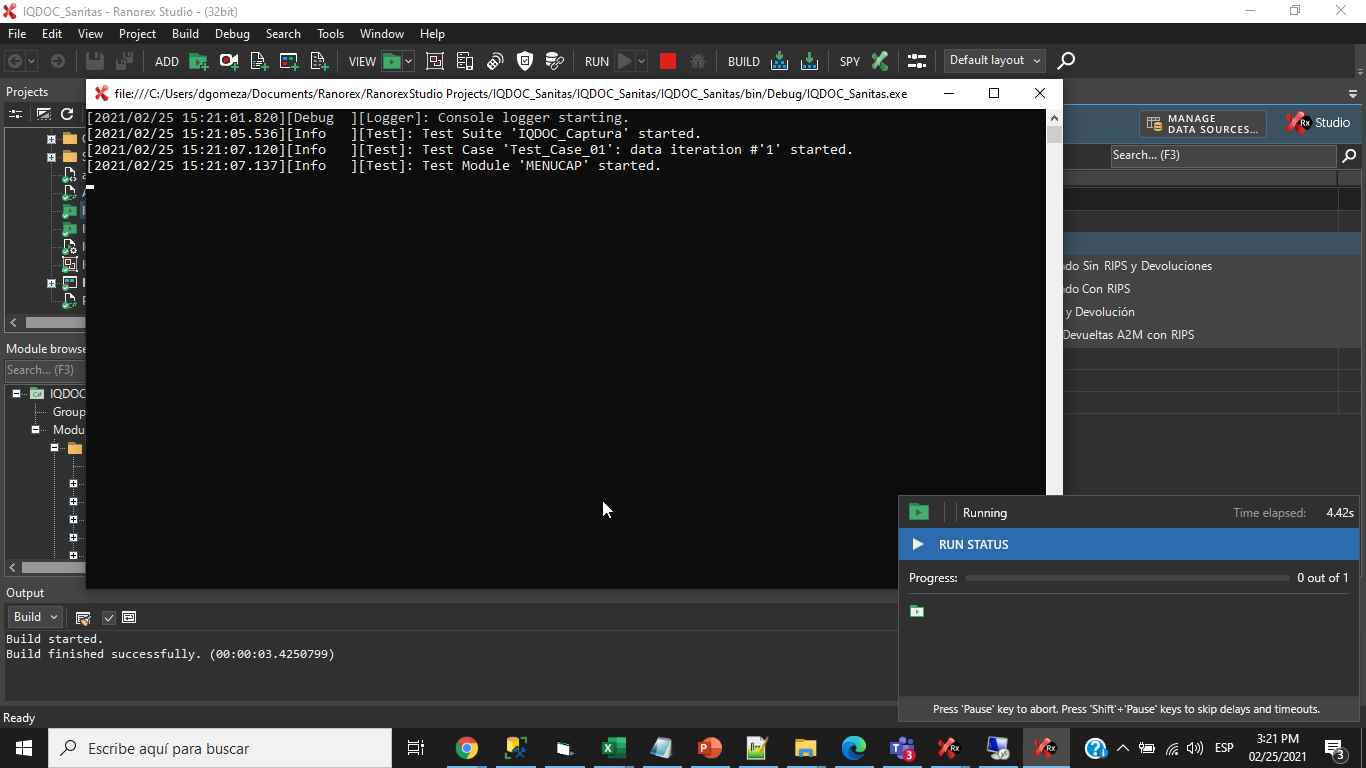 IQDOC_Sanitas - Ranorex Studio - (32bit)
File Edit View Project Build Debug Search Tools Window Help
ADD VIEW RUN BUILD SPY Default layout
Projects
file:///C:/Users/dgomeza/Documents/Ranorex/RanorexStudio Projects/IQDOC_Sanitas/IQDOC_Sanitas/IQDOC_Sanitas/bin/Debug/IQDOC_Sanitas.exe
[2021/02/25 15:21:01.820][Debug  ][Logger]: Console logger starting.
[2021/02/25 15:21:05.536][Info   ][Test]: Test Suite 'IQDOC_Captura' started.
[2021/02/25 15:21:07.120][Info   ][Test]: Test Case 'Test_Case_01': data iteration #'1' started.
[2021/02/25 15:21:07.137][Info   ][Test]: Test Module 'MENUCAP' started.
MANAGE
DATA SOURCES...
Rx Studio
Search... (F3)
do Sin RIPS y Devoluciones
do Con RIPS
y Devolución
Devueltas A2M con RIPS
Module browse
Search... (F3)
IQDOC
Group
Modu
Running Time elapsed: 4.42s
RUN STATUS
Progress: 0 out of 1
Press 'Pause' key to abort. Press 'Shift'+'Pause' keys to skip delays and timeouts.
Output
Build
Build started.
Build finished successfully. (00:00:03.4250799)
Ready
Escribe aquí para buscar
ESP
3:21 PM
02/25/2021
3
3